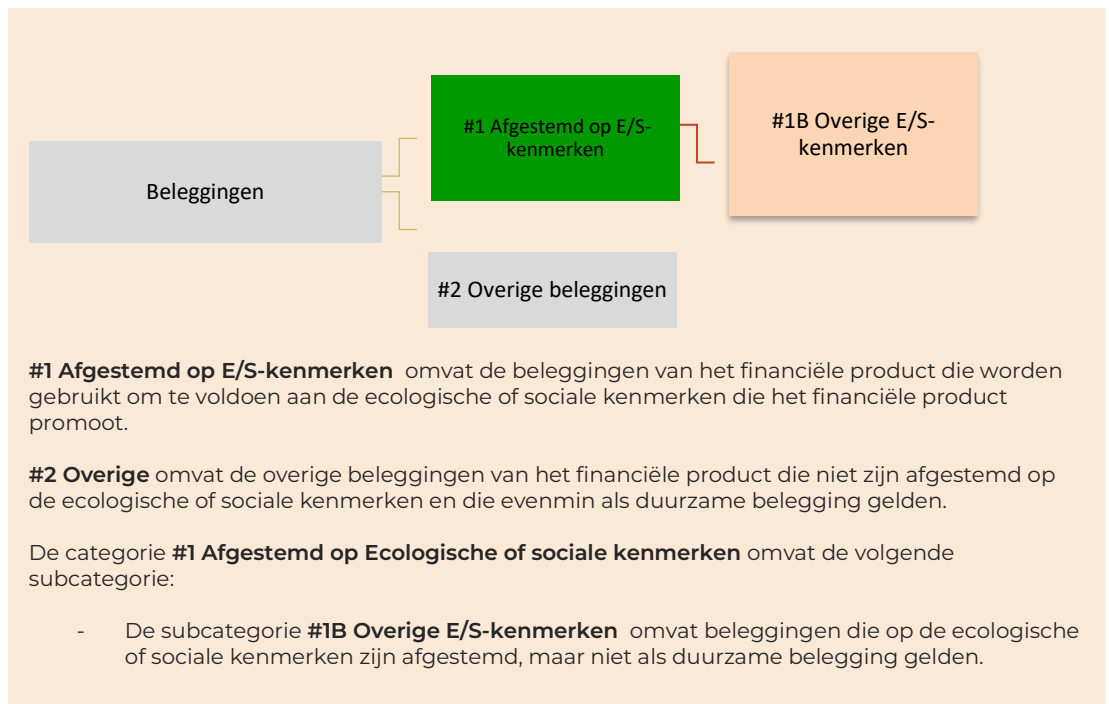 #1 Afgestemd op E/S-
kenmerken
#1B Overige E/S-
kenmerken
Beleggingen
#2 Overige beleggingen
#1 Afgestemd op E/S-kenmerken omvat de beleggingen van het financiële product die worden
gebruikt om te voldoen aan de ecologische of sociale kenmerken die het financiële product
promoot.
#2 Overige omvat de overige beleggingen van het financiële product die niet zijn afgestemd op
de ecologische of sociale kenmerken en die evenmin als duurzame belegging gelden.
De categorie #1 Afgestemd op Ecologische of sociale kenmerken omvat de volgende
subcategorie:
- De subcategorie #1B Overige E/S-kenmerken omvat beleggingen die op de ecologische
of sociale kenmerken zijn afgestemd, maar niet als duurzame belegging gelden.